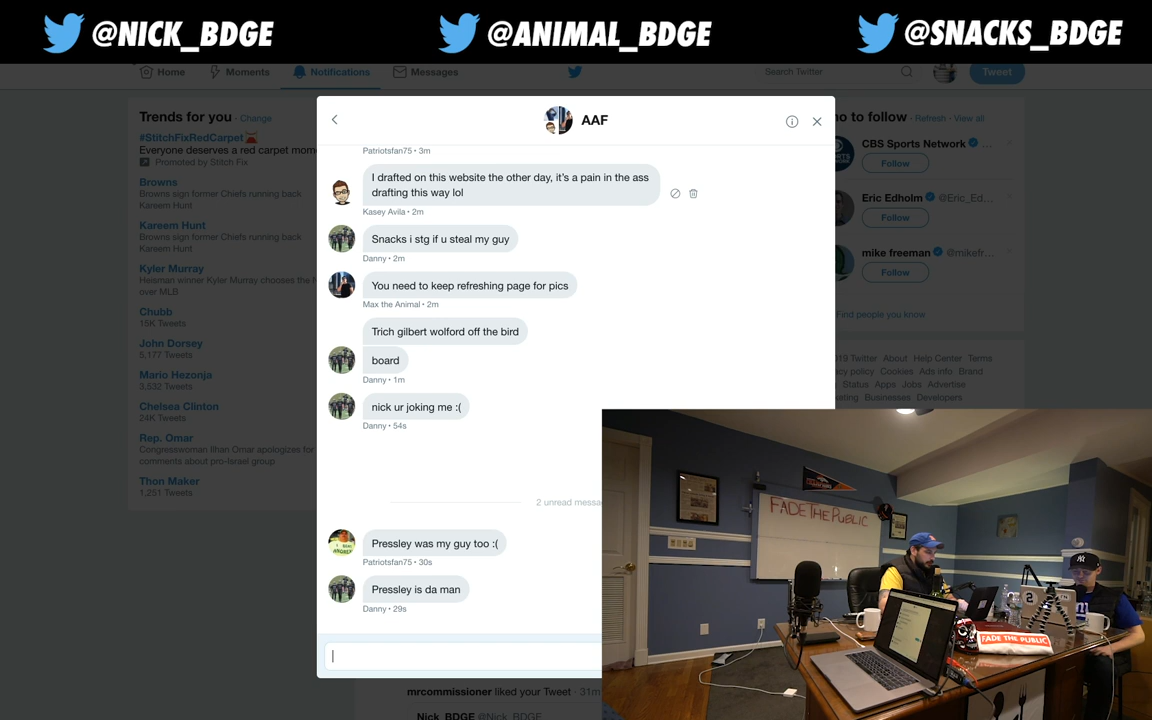 @NICK_BDGE
@ANIMAL_BDGE
@SNACKS_BDGE
Home
Moments
Notifications
Messages
Search Twitter
Tweet
Trends for you · Change
#StitchFixRedCarpet
Everyone deserves a red carpet mom
Promoted by Stitch Fix
Browns
Browns sign former Chiefs running back
Kareem Hunt
Kareem Hunt
Browns sign former Chiefs running back
Kareem Hunt
Kyler Murray
Heisman winner Kyler Murray chooses the
over MLB
Chubb
15K Tweets
John Dorsey
5,177 Tweets
Mario Hezonja
3,532 Tweets
Chelsea Clinton
24K Tweets
Rep. Omar
Congresswoman Ilhan Omar apologizes for
comments about pro-Israel group
Thon Maker
1,251 Tweets
AAF
Patriotsfan75 · 3m
I drafted on this website the other day, it's a pain in the ass
drafting this way lol
Kasey Avila · 2m
Snacks i stg if u steal my guy
Danny · 2m
You need to keep refreshing page for pics
Max the Animal · 2m
Trich gilbert wolford off the bird
board
Danny · 1m
nick ur joking me :(
Danny · 54s
2 unread messa
Pressley was my guy too :(
Patriotsfan75 · 30s
Pressley is da man
Danny · 29s
o to follow · Refresh · View all
CBS Sports Network ...
Follow
Eric Edholm @Eric_Ed...
Follow
mike freeman @mikefr...
Follow
Find people you know
19 Twitter About Help Center Terms
cy policy Cookies Ads info Brand
Status Apps Jobs Advertise
eting Businesses Developers
mrcommissioner liked your Tweet · 31m
Nick_BDGE @Nick_BDGE
FADE THE PUBLIC
FADE THE PUBLIC